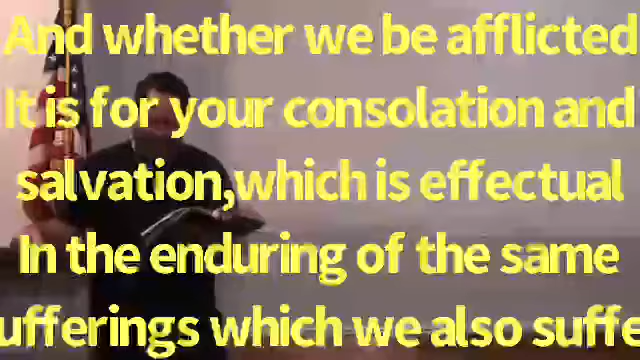 And whether we be afflicted
It is for your consolation and
salvation,which is effectual
In the enduring of the same
ufferings which we also suffe